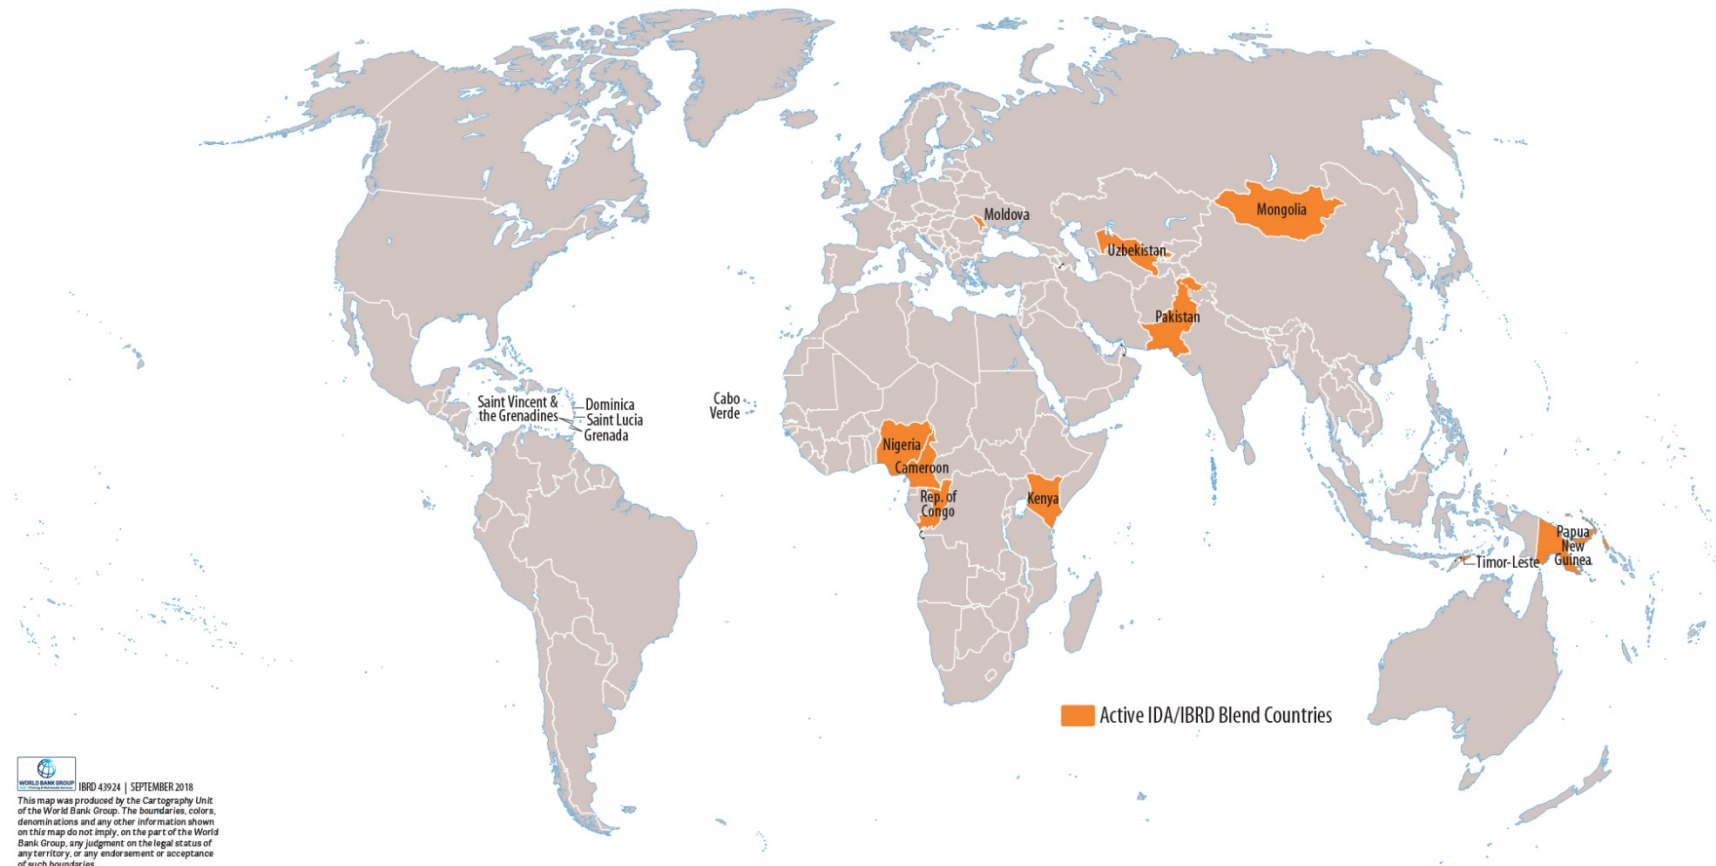 Moldova
Mongolia
Uzbekistan
Pakistan
Saint Vincent &
the Grenadines
Dominica
Saint Lucia
Grenada
Cabo
Verde
Nigeria
Cameroon
Rep. of
Congo
Kenya
Papua
New
Guinea
Timor-Leste
Active IDA/IBRD Blend Countries
WORLD BANK GROUP
IBRD 43924 | SEPTEMBER 2018
This map was produced by the Cartography Unit
of the World Bank Group. The boundaries, colors,
denominations and any other information shown
on this map do not imply, on the part of the World
Bank Group, any judgment on the legal status of
any territory, or any endorsement or acceptance
of such boundaries.